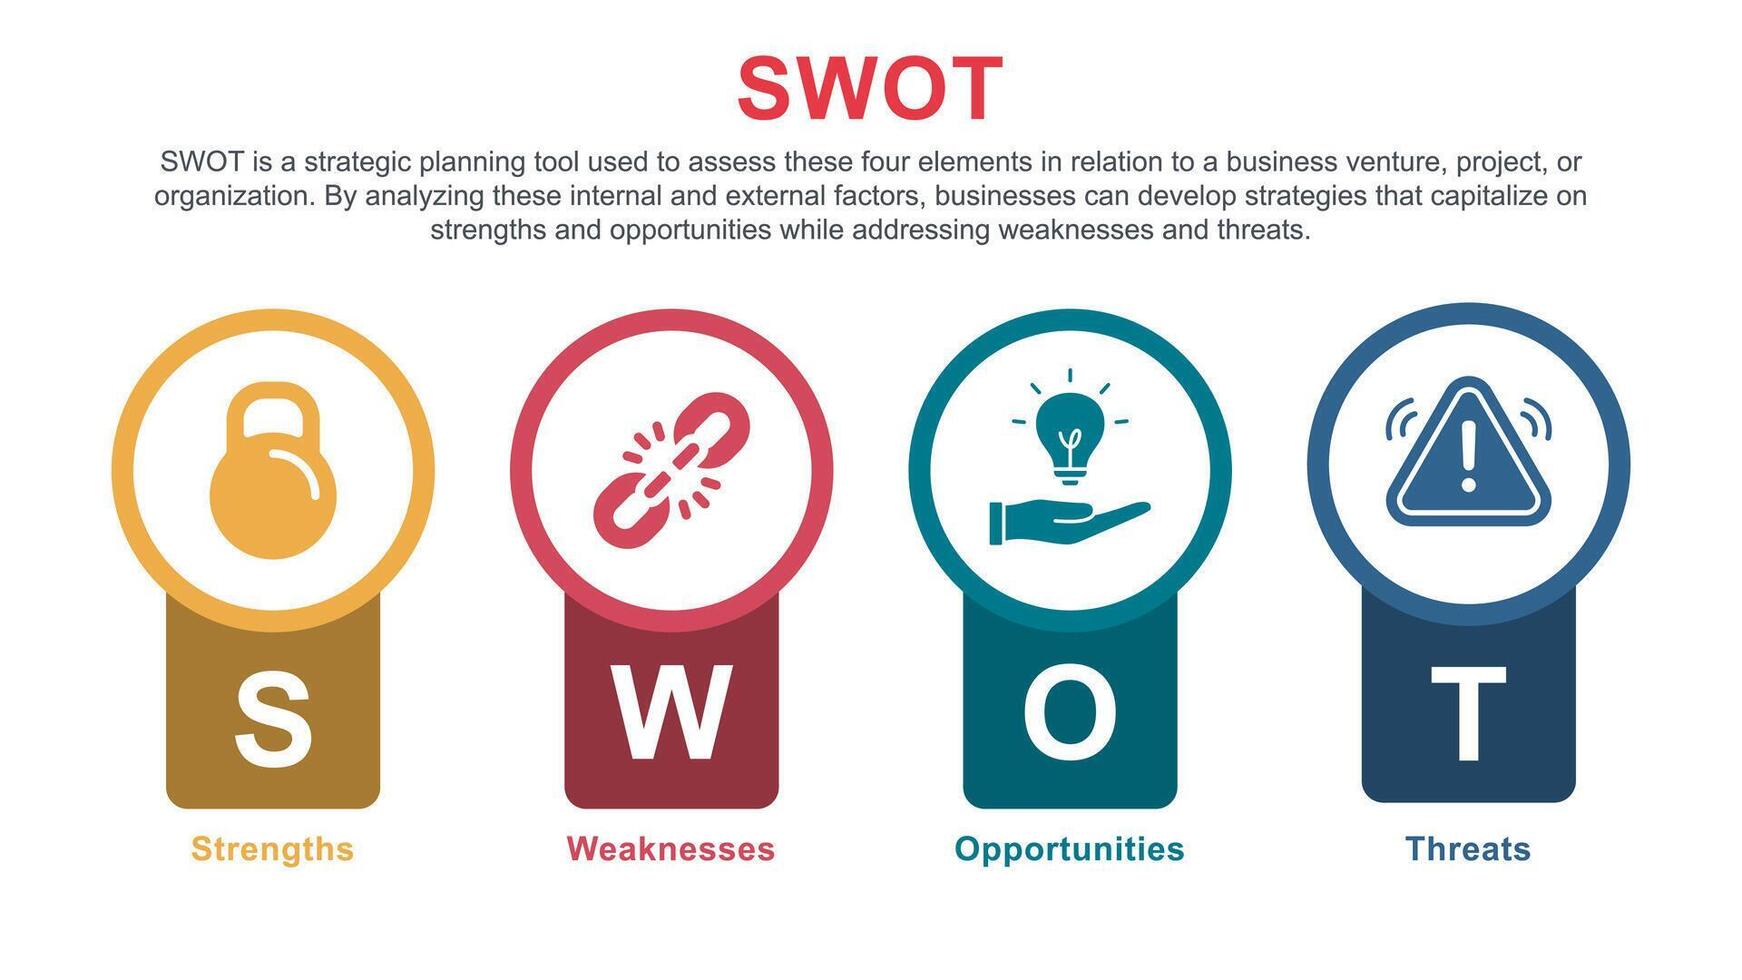 SWOT
SWOT is a strategic planning tool used to assess these four elements in relation to a business venture, project, or
organization. By analyzing these internal and external factors, businesses can develop strategies that capitalize on
strengths and opportunities while addressing weaknesses and threats.
S
W
O
T
Strengths
Weaknesses
Opportunities
Threats